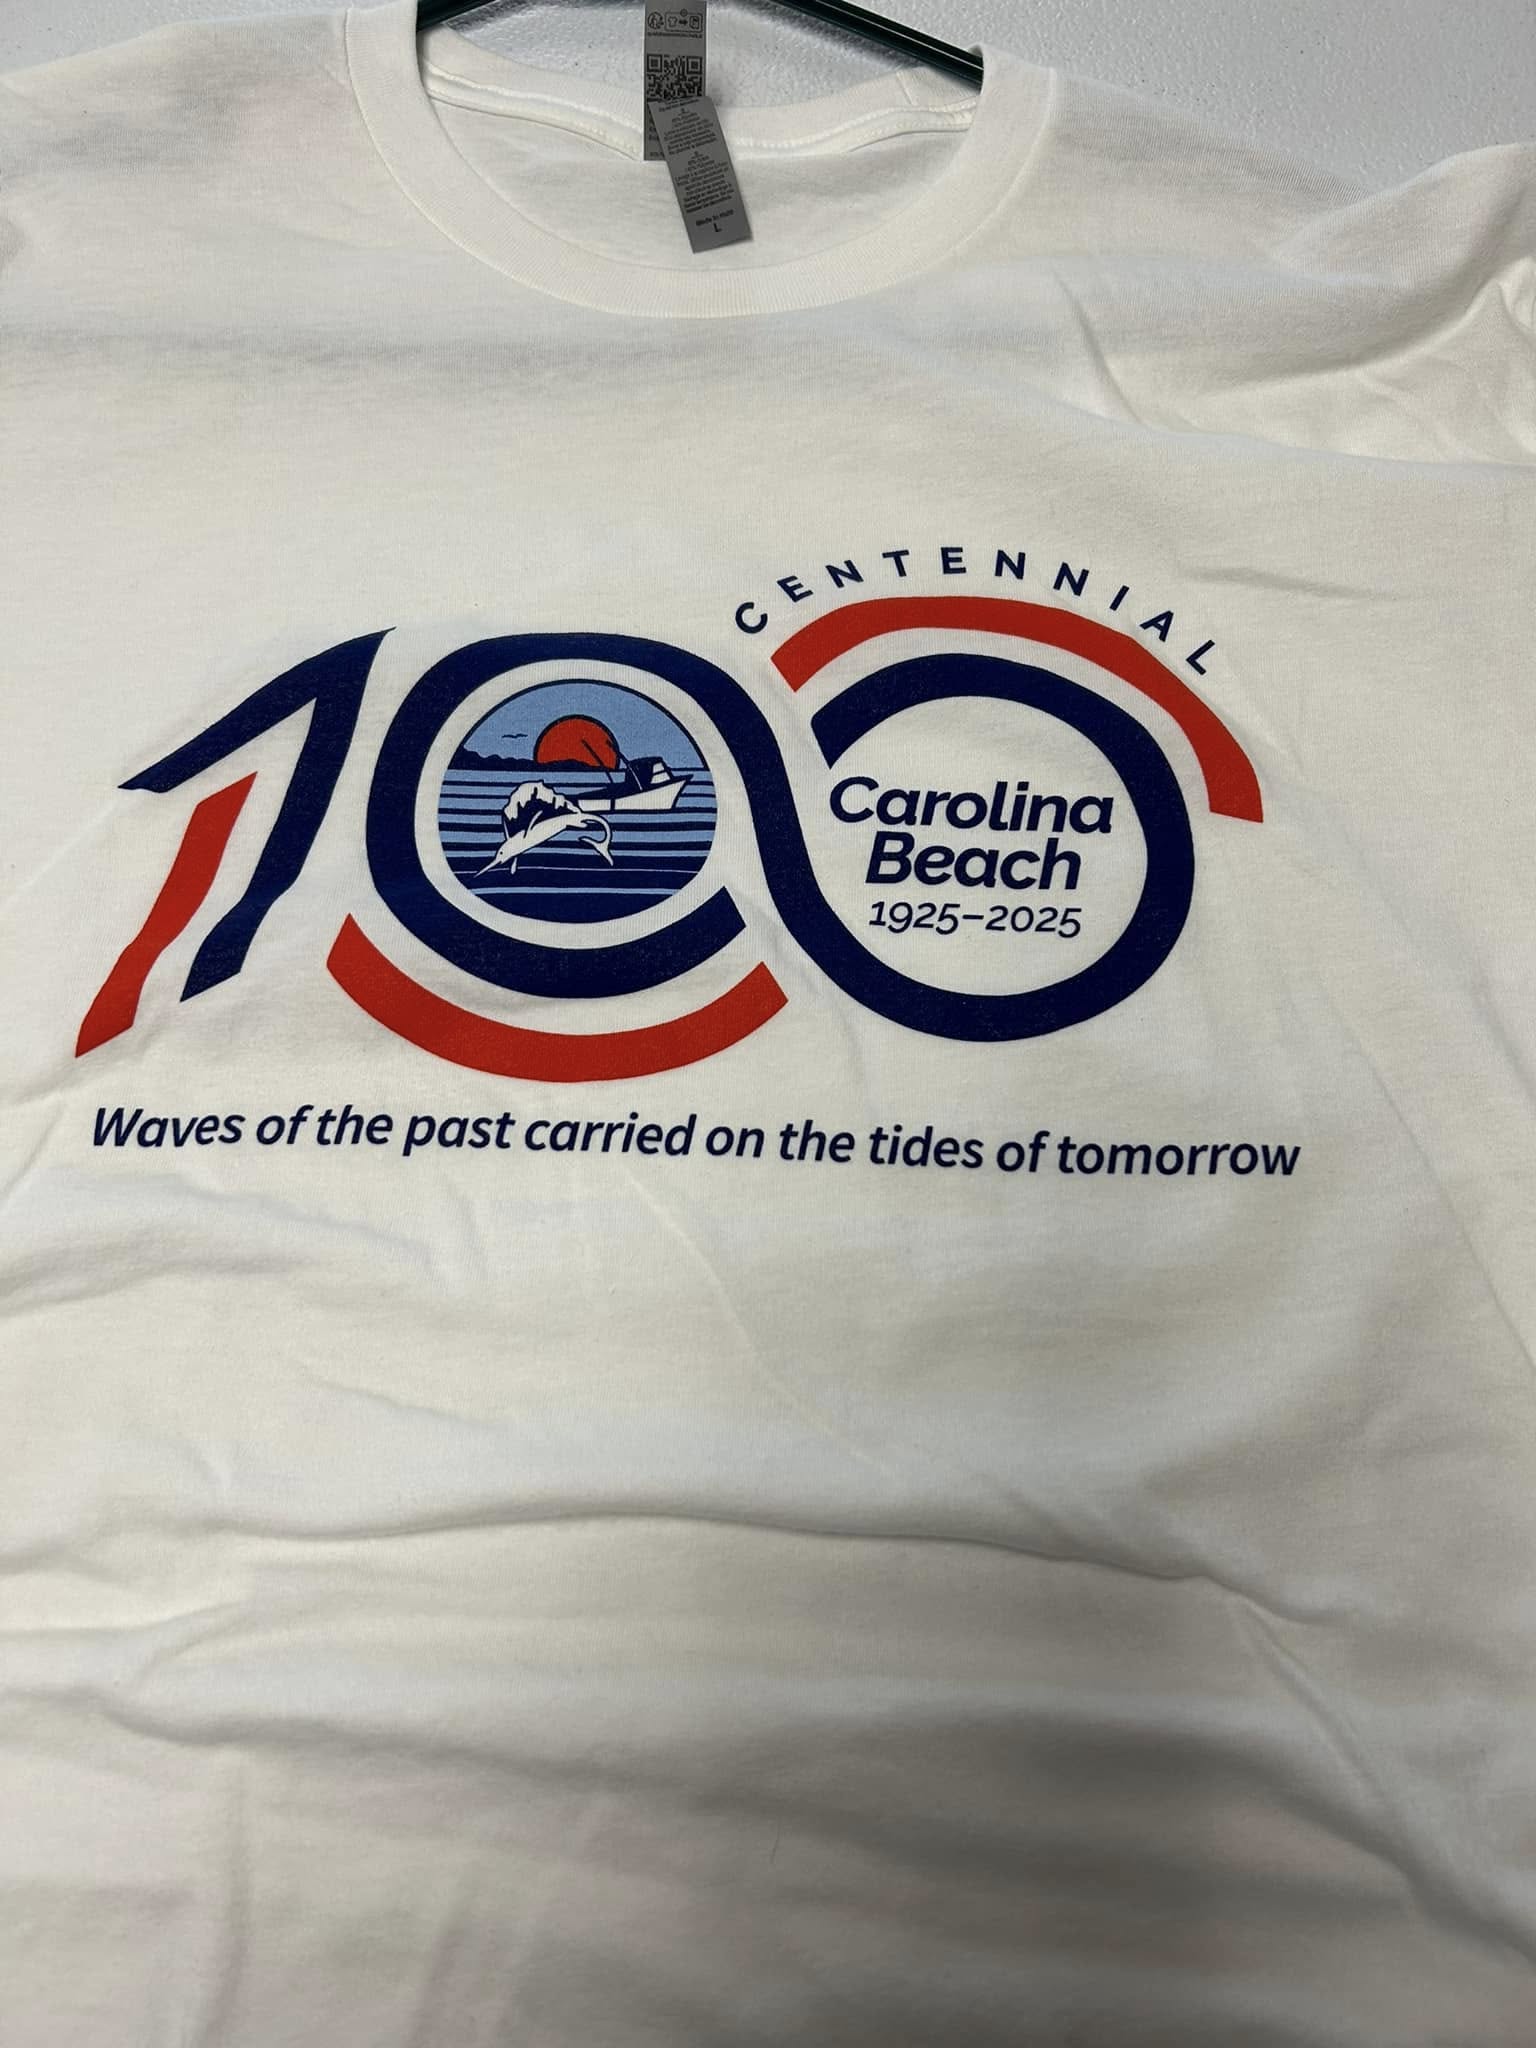 L
CENTENNIAL
100
Carolina
Beach
1925–2025
Waves of the past carried on the tides of tomorrow